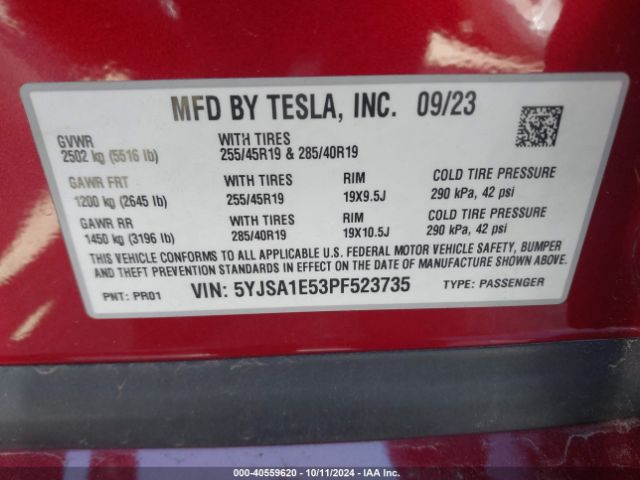 MFD BY TESLA, INC. 09/23
GVWR WITH TIRES
2502 kg (5516 lb) 255/45R19 & 285/40R19
GAWR FRT WITH TIRES RIM COLD TIRE PRESSURE
1200 kg (2645 lb) 255/45R19 19X9.5J 290 kPa, 42 psi
GAWR RR WITH TIRES RIM COLD TIRE PRESSURE
1450 kg (3196 lb) 285/40R19 19X10.5J 290 kPa, 42 psi
THIS VEHICLE CONFORMS TO ALL APPLICABLE U.S. FEDERAL MOTOR VEHICLE SAFETY, BUMPER
AND THEFT PREVENTION STANDARDS IN EFFECT ON THE DATE OF MANUFACTURE SHOWN ABOVE.
PNT: PR01 VIN: 5YJSA1E53PF523735 TYPE: PASSENGER
000-40559620 - 10/11/2024 - IAA Inc.